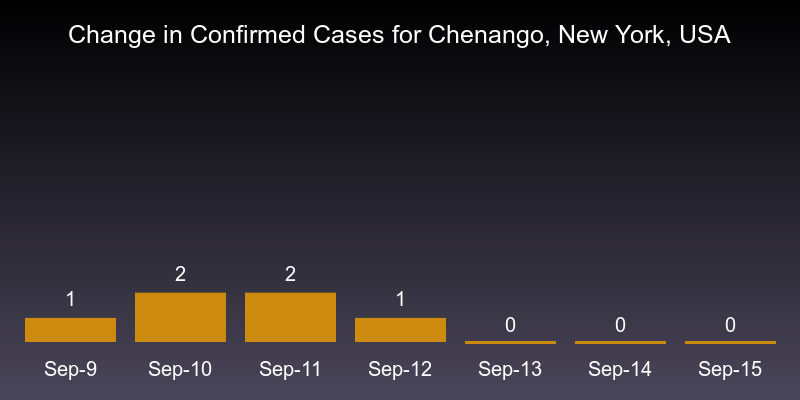 Change in Confirmed Cases for Chenango, New York, USA
1
2
2
1
0
0
0
Sep-9
Sep-10
Sep-11
Sep-12
Sep-13
Sep-14
Sep-15